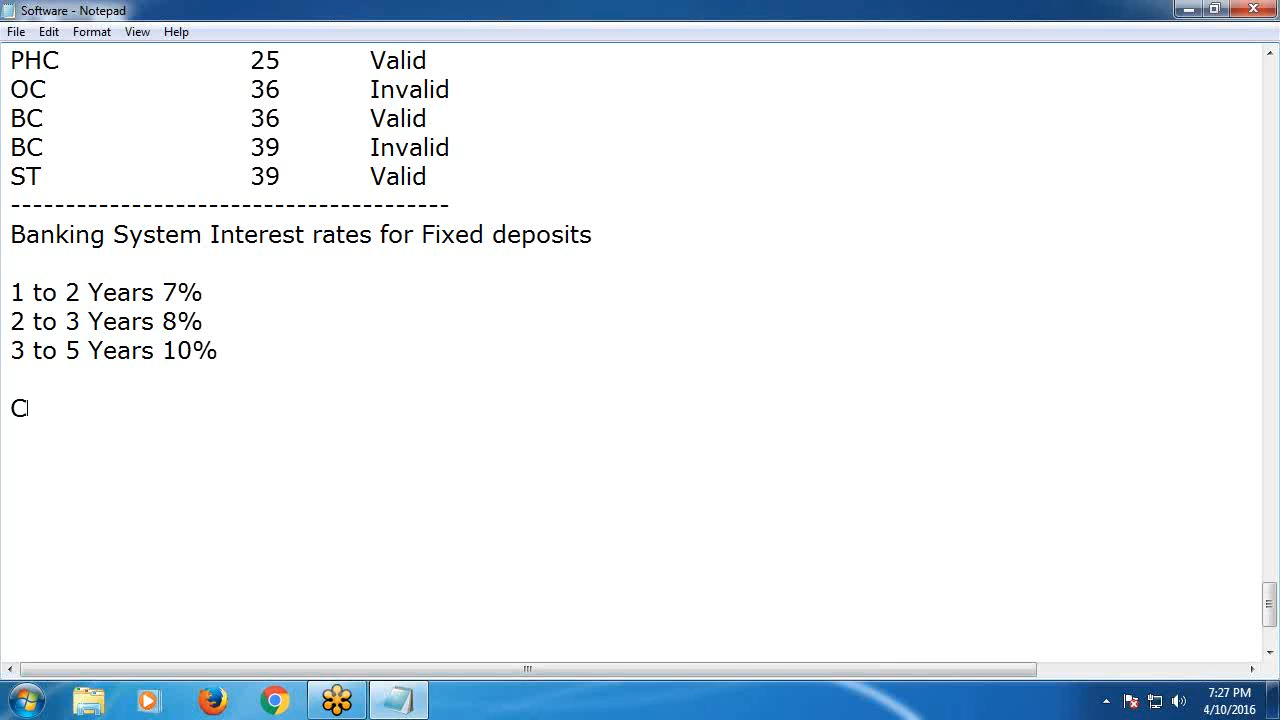 Software - Notepad
File Edit Format View Help
PHC 25 Valid
OC 36 Invalid
BC 36 Valid
BC 39 Invalid
ST 39 Valid
----------------------------------------
Banking System Interest rates for Fixed deposits
1 to 2 Years 7%
2 to 3 Years 8%
3 to 5 Years 10%
C
7:27 PM
4/10/2016